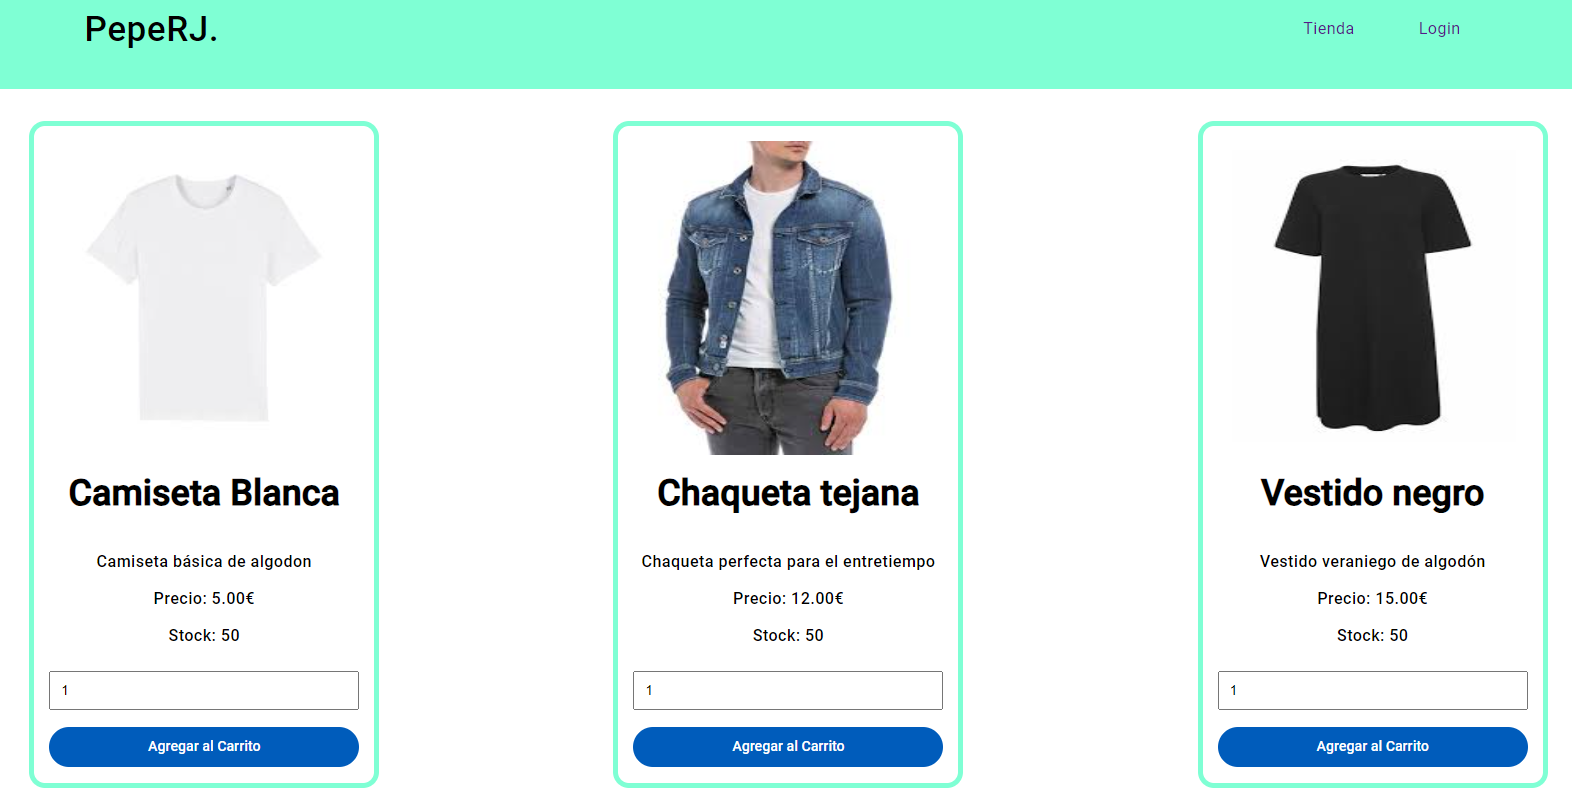 PepeRJ.
Tienda
Login
Camiseta Blanca
Camiseta básica de algodon
Precio: 5.00€
Stock: 50
1
Agregar al Carrito
Chaqueta tejana
Chaqueta perfecta para el entretiempo
Precio: 12.00€
Stock: 50
1
Agregar al Carrito
Vestido negro
Vestido veraniego de algodón
Precio: 15.00€
Stock: 50
1
Agregar al Carrito